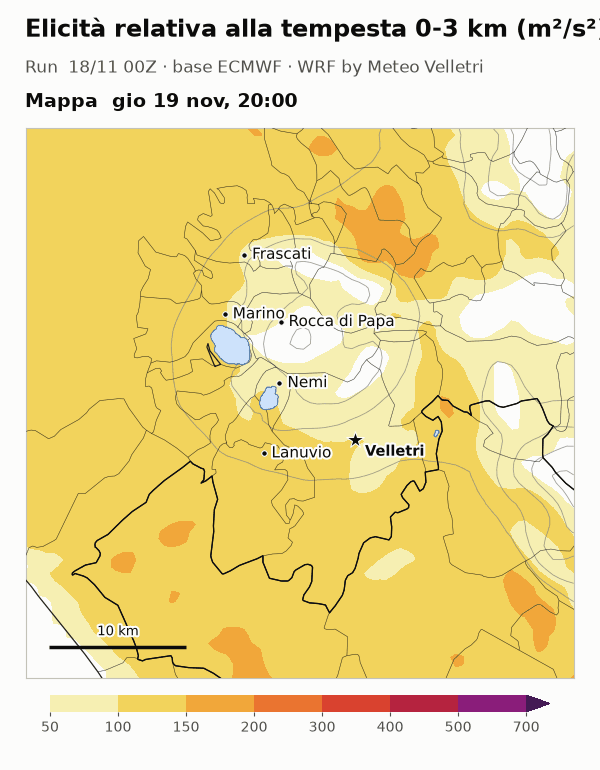 Elicità relativa alla tempesta 0-3 km (m²/s²)
Run  18/11 00Z · base ECMWF · WRF by Meteo Velletri
Mappa  gio 19 nov, 20:00
Frascati
Marino
Rocca di Papa
Nemi
Lanuvio
Velletri
10 km
50 100 150 200 300 400 500 700